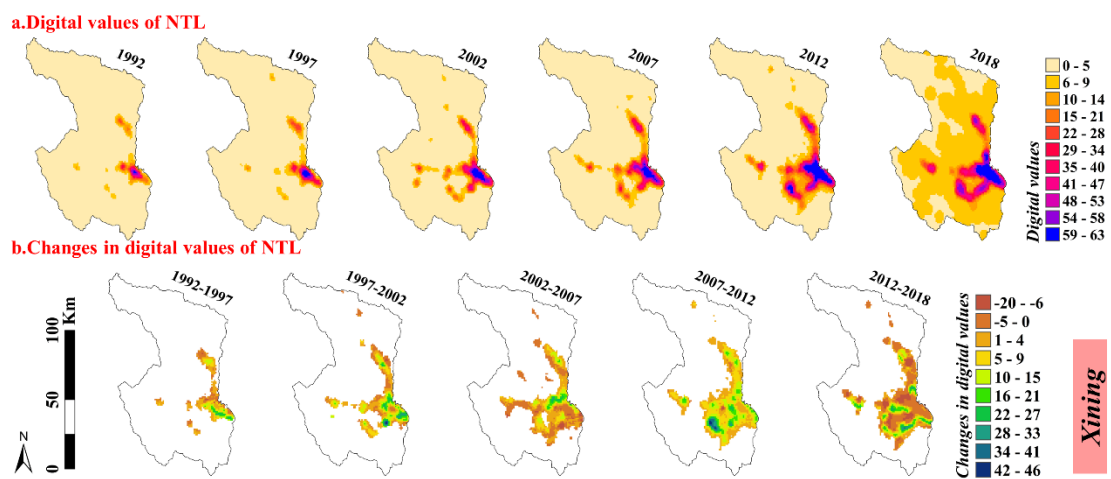 a.Digital values of NTL
1992
1997
2002
2007
2012
2018
0 - 5
6 - 9
10 - 14
15 - 21
22 - 28
29 - 34
35 - 40
41 - 47
48 - 53
54 - 58
59 - 63
Digital values
b.Changes in digital values of NTL
1992-1997
1997-2002
2002-2007
2007-2012
2012-2018
-20 - -6
-5 - 0
1 - 4
5 - 9
10 - 15
16 - 21
22 - 27
28 - 33
34 - 41
42 - 46
Changes in digital values
Xining
0 50 100
Km
N